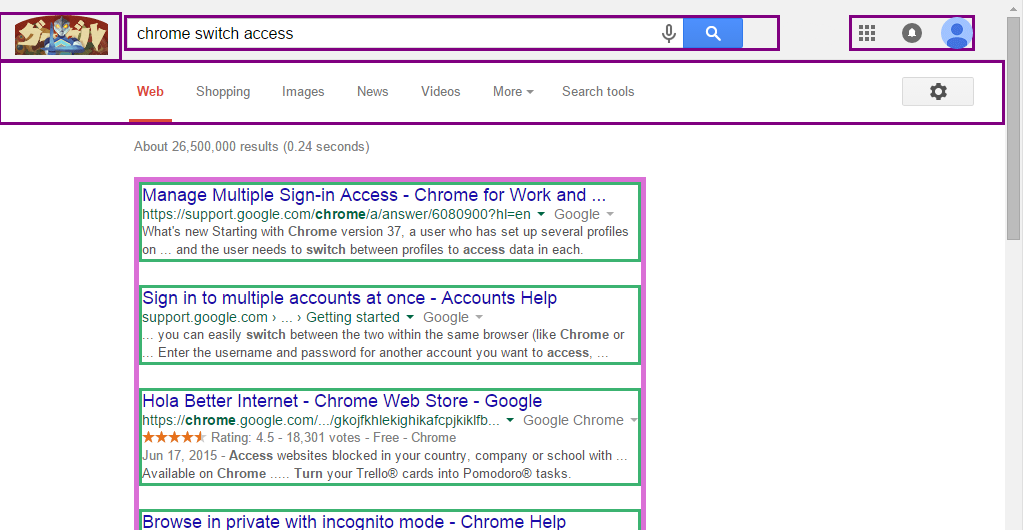 グーグル
chrome switch access
Web Shopping Images News Videos More Search tools
About 26,500,000 results (0.24 seconds)
Manage Multiple Sign-in Access - Chrome for Work and ...
https://support.google.com/chrome/a/answer/6080900?hl=en Google
What's new Starting with Chrome version 37, a user who has set up several profiles
on ... and the user needs to switch between profiles to access data in each.
Sign in to multiple accounts at once - Accounts Help
support.google.com › ... › Getting started Google
... you can easily switch between the two within the same browser (like Chrome or
... Enter the username and password for another account you want to access, ...
Hola Better Internet - Chrome Web Store - Google
https://chrome.google.com/.../gkojfkhlekighikafcpjkiklfb... Google Chrome
Rating: 4.5 - 18,301 votes - Free - Chrome
Jun 17, 2015 - Access websites blocked in your country, company or school with ...
Available on Chrome ..... Turn your Trello® cards into Pomodoro® tasks.
Browse in private with incognito mode - Chrome Help